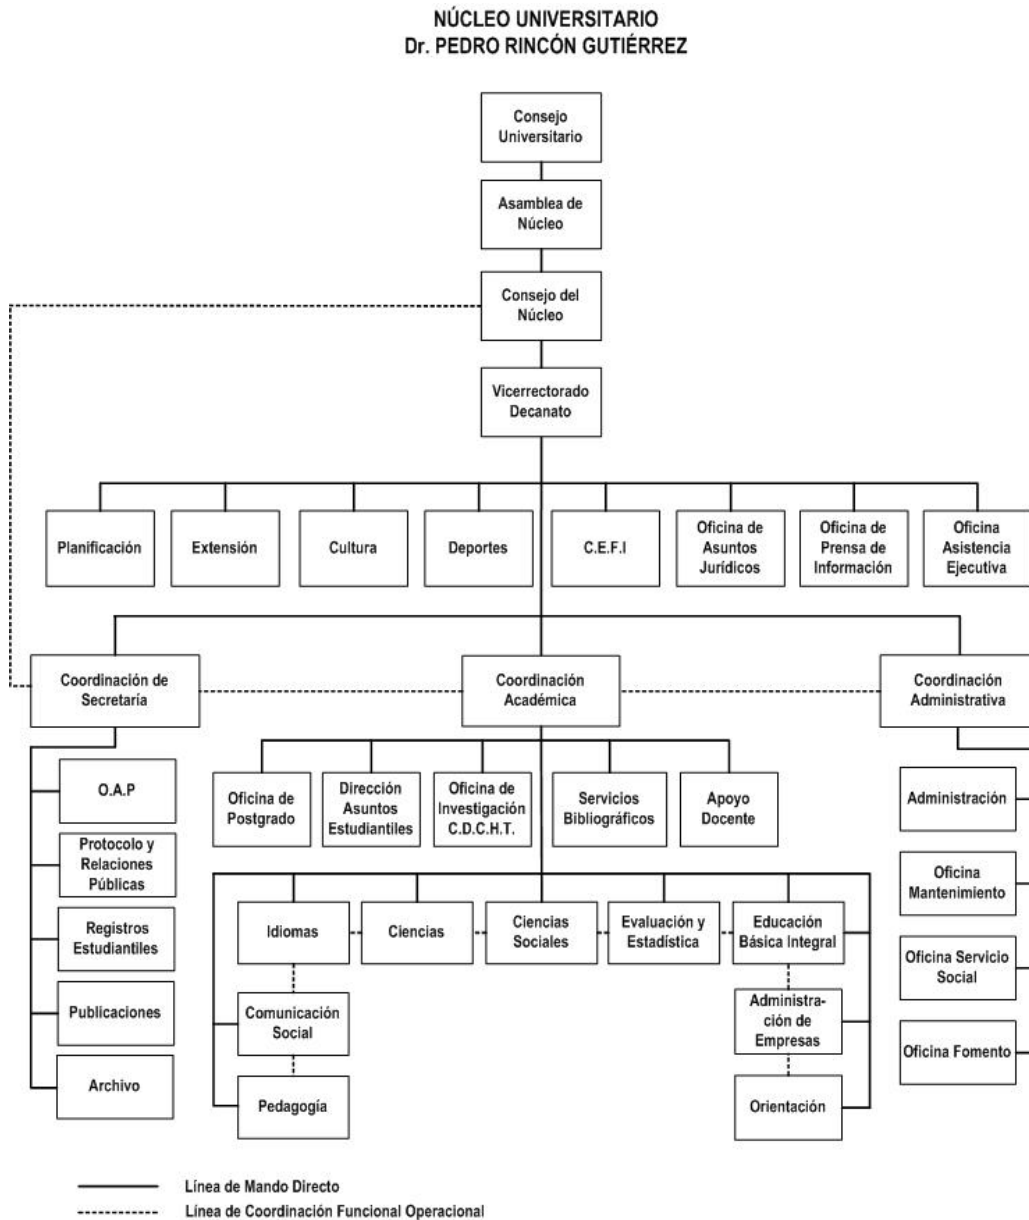 NÚCLEO UNIVERSITARIO
Dr. PEDRO RINCÓN GUTIÉRREZ
Consejo
Universitario
Asamblea de
Núcleo
Consejo del
Núcleo
Vicerrectorado
Decanato
Planificación
Extensión
Cultura
Deportes
C.E.F.I
Oficina de
Asuntos
Jurídicos
Oficina de
Prensa de
Información
Oficina
Asistencia
Ejecutiva
Coordinación de
Secretaría
Coordinación
Académica
Coordinación
Administrativa
O.A.P
Protocolo y
Relaciones
Públicas
Registros
Estudiantiles
Publicaciones
Archivo
Oficina de
Postgrado
Dirección
Asuntos
Estudiantiles
Oficina de
Investigación
C.D.C.H.T.
Servicios
Bibliográficos
Apoyo
Docente
Idiomas
Ciencias
Ciencias
Sociales
Evaluación y
Estadística
Educación
Básica Integral
Comunicación
Social
Pedagogía
Administra-
ción de
Empresas
Orientación
Administración
Oficina
Mantenimiento
Oficina Servicio
Social
Oficina Fomento
Línea de Mando Directo
Línea de Coordinación Funcional Operacional